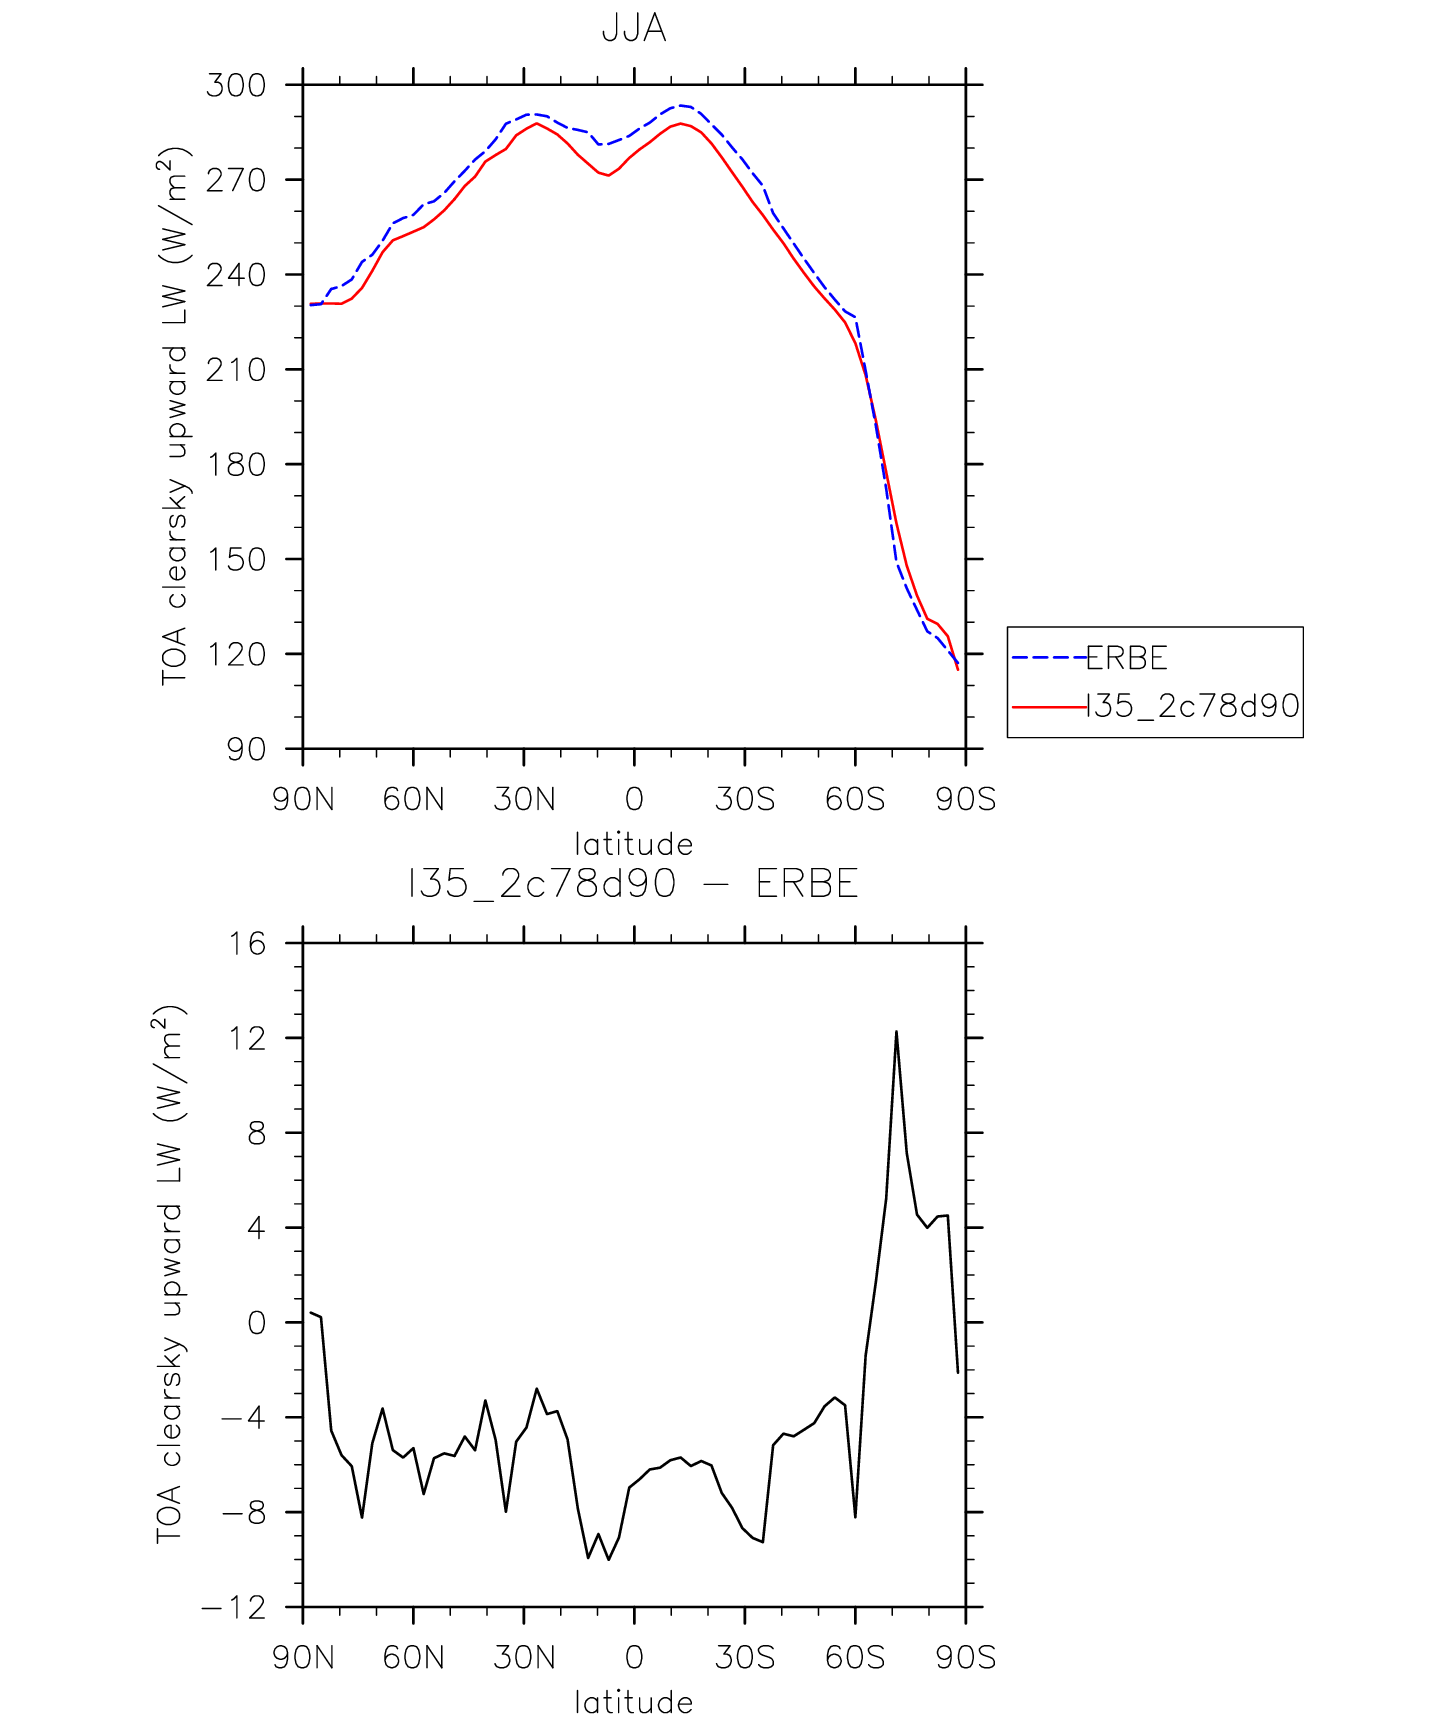 JJA
300
270
240
210
180
150
120
90
TOA clearsky upward LW (W/m²)
90N 60N 30N 0 30S 60S 90S
latitude
ERBE
I35_2c78d90
I35_2c78d90 − ERBE
16
12
8
4
0
−4
−8
−12
TOA clearsky upward LW (W/m²)
90N 60N 30N 0 30S 60S 90S
latitude